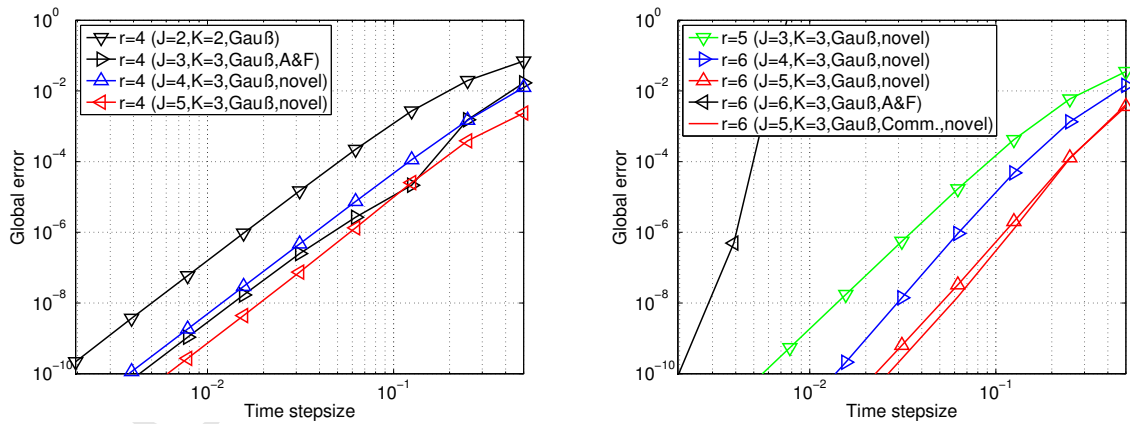 10^0
10^-2
10^-4
10^-6
10^-8
10^-10
Global error
r=4 (J=2,K=2,Gauß)
r=4 (J=3,K=3,Gauß,A&F)
r=4 (J=4,K=3,Gauß,novel)
r=4 (J=5,K=3,Gauß,novel)
10^-2
10^-1
Time stepsize
10^0
10^-2
10^-4
10^-6
10^-8
10^-10
Global error
r=5 (J=3,K=3,Gauß,novel)
r=6 (J=4,K=3,Gauß,novel)
r=6 (J=5,K=3,Gauß,novel)
r=6 (J=6,K=3,Gauß,A&F)
r=6 (J=5,K=3,Gauß,Comm.,novel)
10^-2
10^-1
Time stepsize